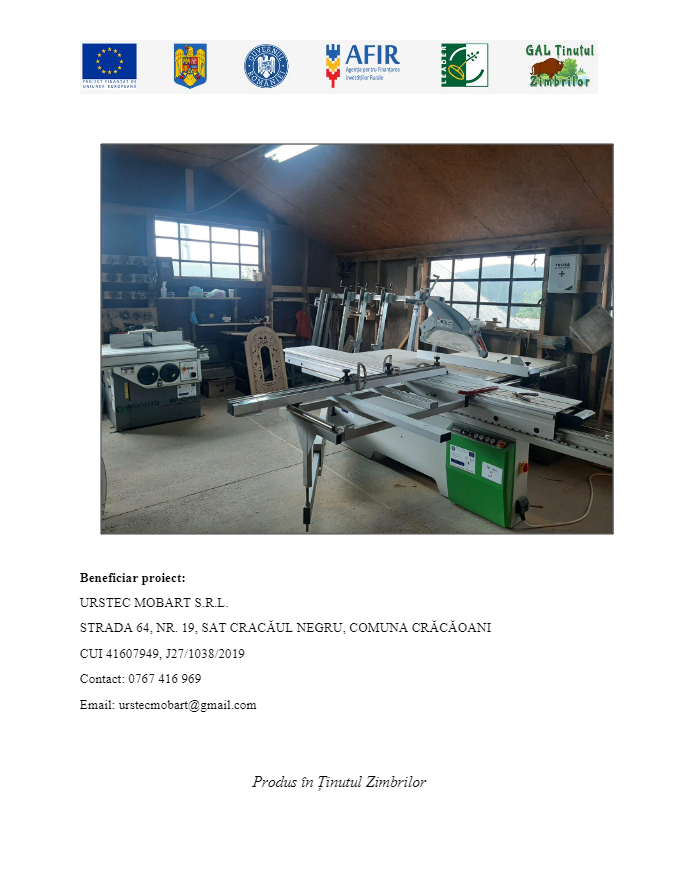 PROIECT FINANȚAT DE
UNIUNEA EUROPEANĂ
GUVERNUL ROMÂNIEI
AFIR
Agenția pentru Finanțarea
Investițiilor Rurale
LEADER
GAL Tinutul
Zimbrilor
Beneficiar proiect:
URSTEC MOBART S.R.L.
STRADA 64, NR. 19, SAT CRACĂUL NEGRU, COMUNA CRĂCĂOANI
CUI 41607949, J27/1038/2019
Contact: 0767 416 969
Email: urstecmobart@gmail.com
Produs în Ținutul Zimbrilor